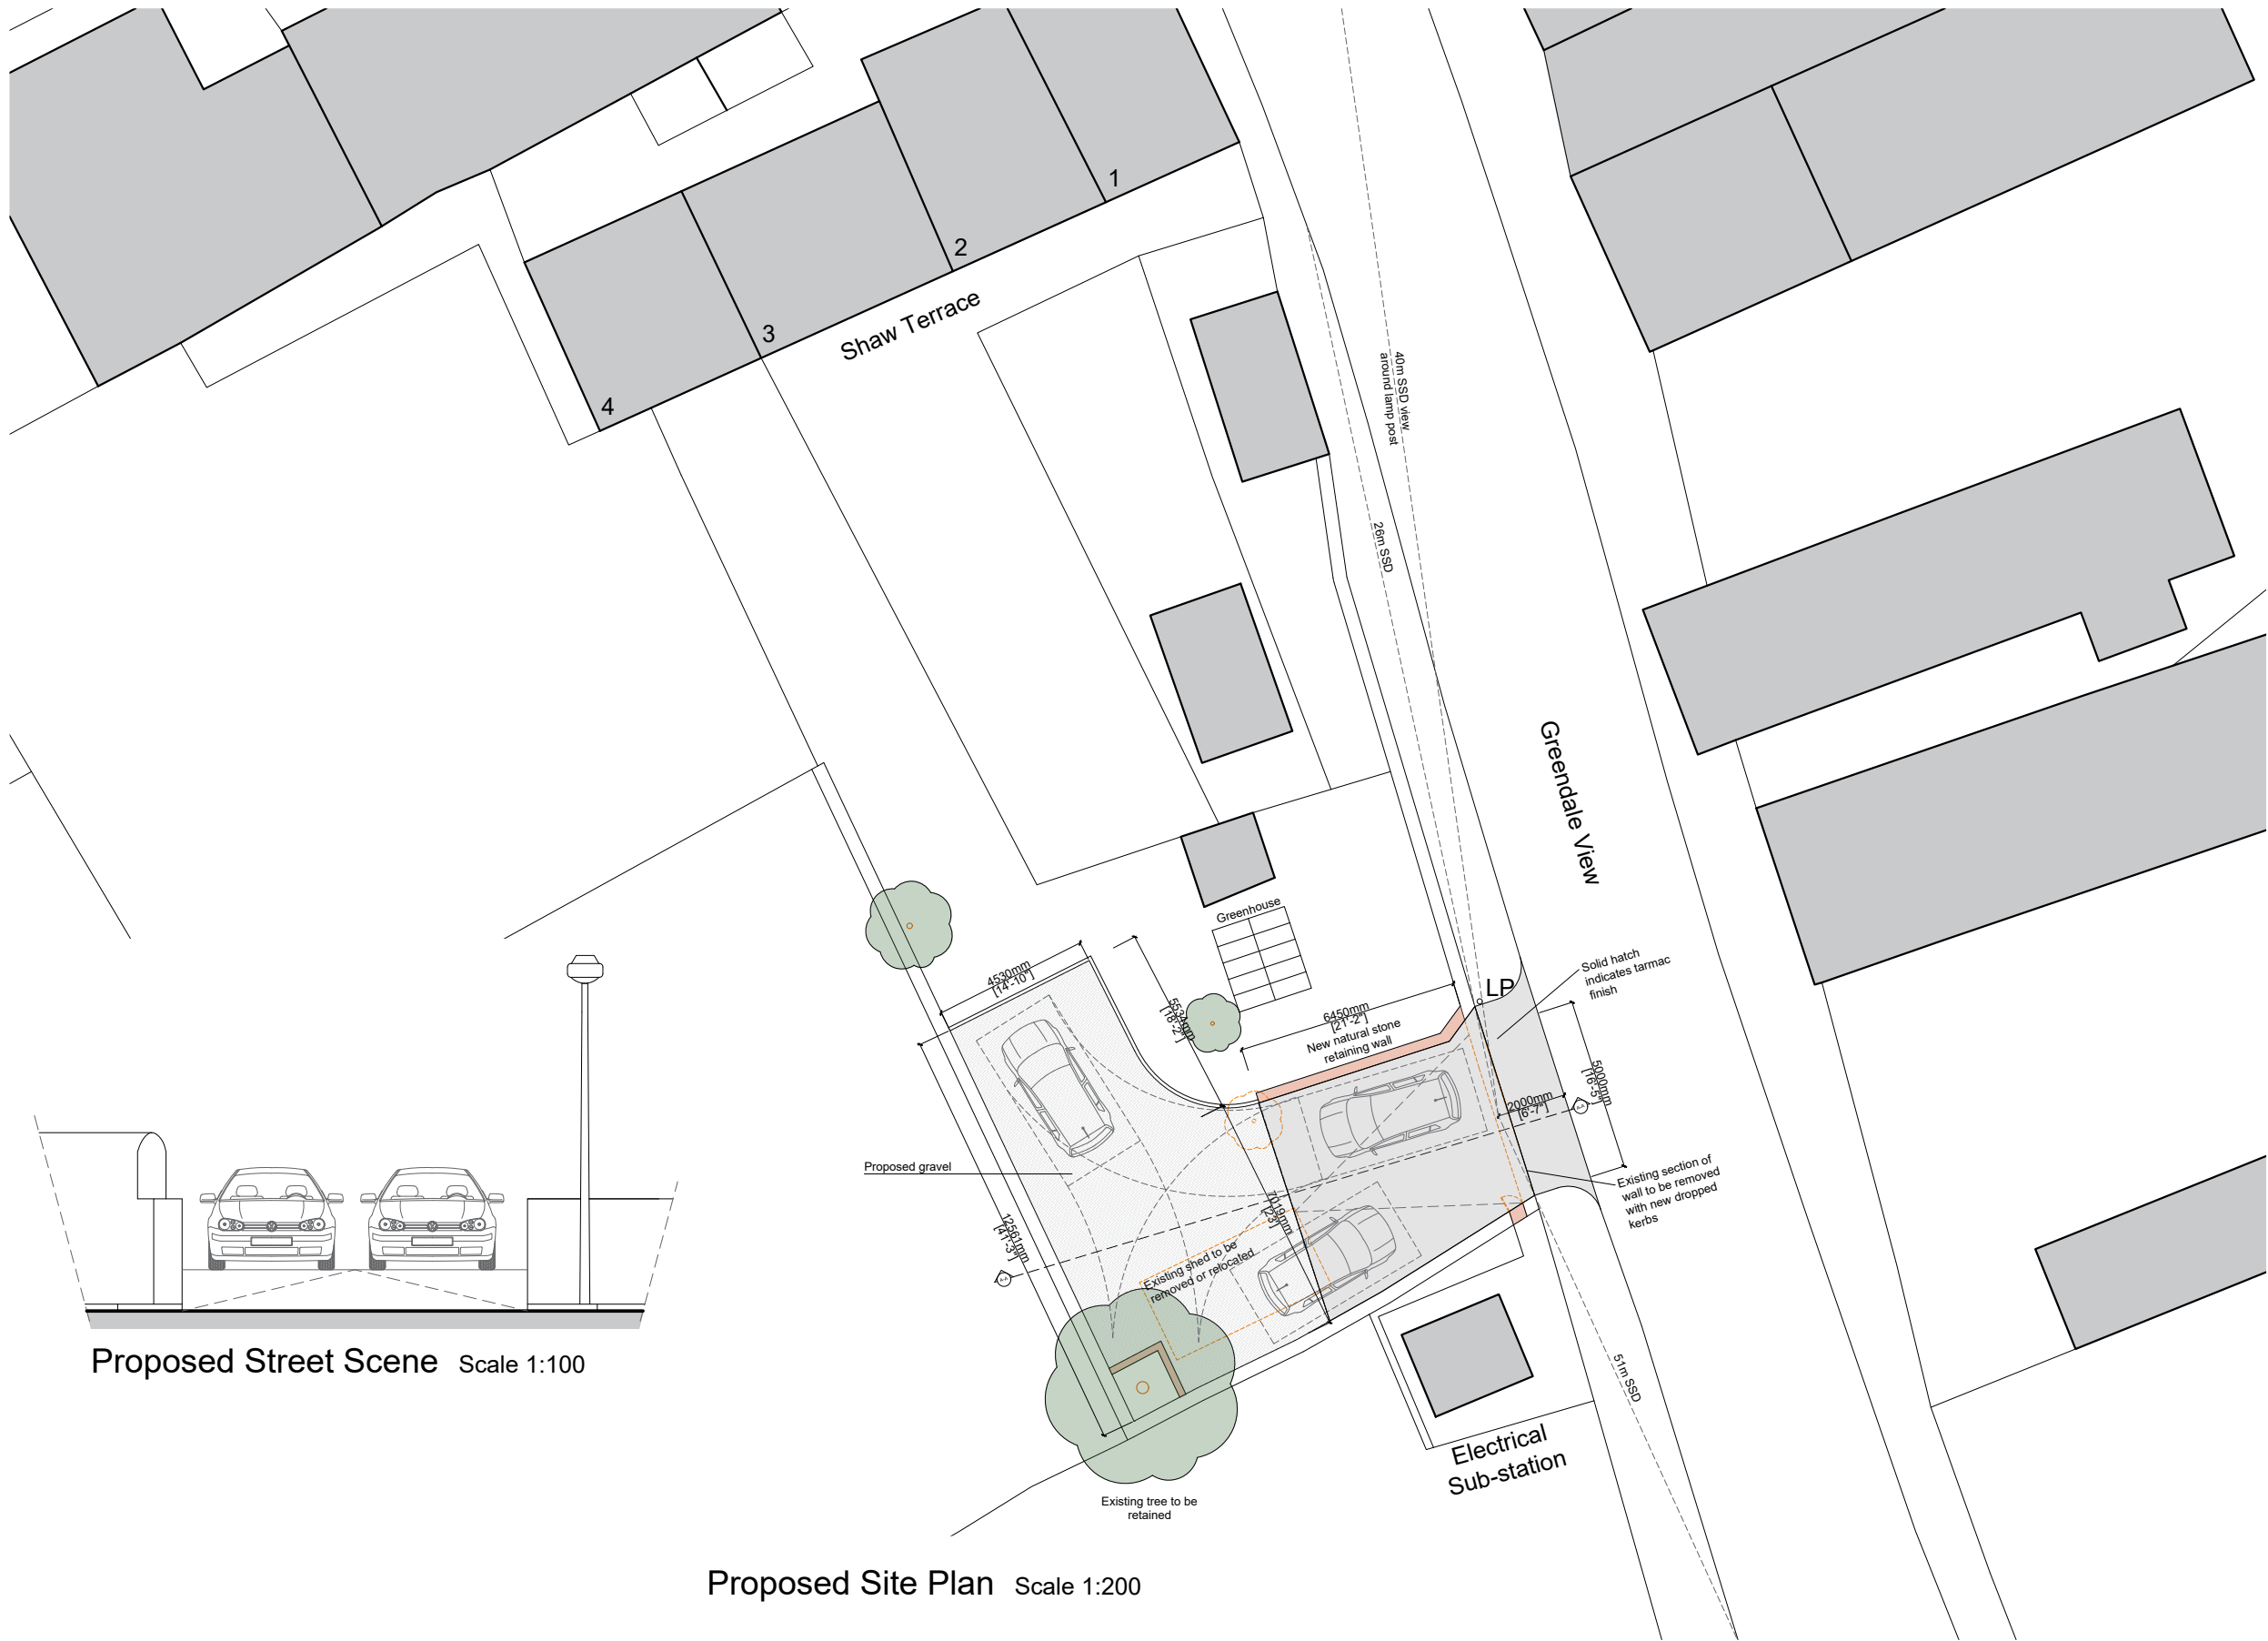 1
2
3
4
Shaw Terrace
40m SSD view
around lamp post
26m SSD
Greendale View
Greenhouse
4530mm
[14'-10"]
5534mm
[18'-2"]
6450mm
[21'-2"]
New natural stone
retaining wall
LP
Solid hatch
indicates tarmac
finish
5000mm
[16'-5"]
2000mm
[6'-7"]
Existing section of
wall to be removed
with new dropped
kerbs
Proposed gravel
12561mm
[41'-3"]
7019mm
[23']
Existing shed to be
removed or relocated
51m SSD
Electrical
Sub-station
Existing tree to be
retained
Proposed Street Scene Scale 1:100
Proposed Site Plan Scale 1:200